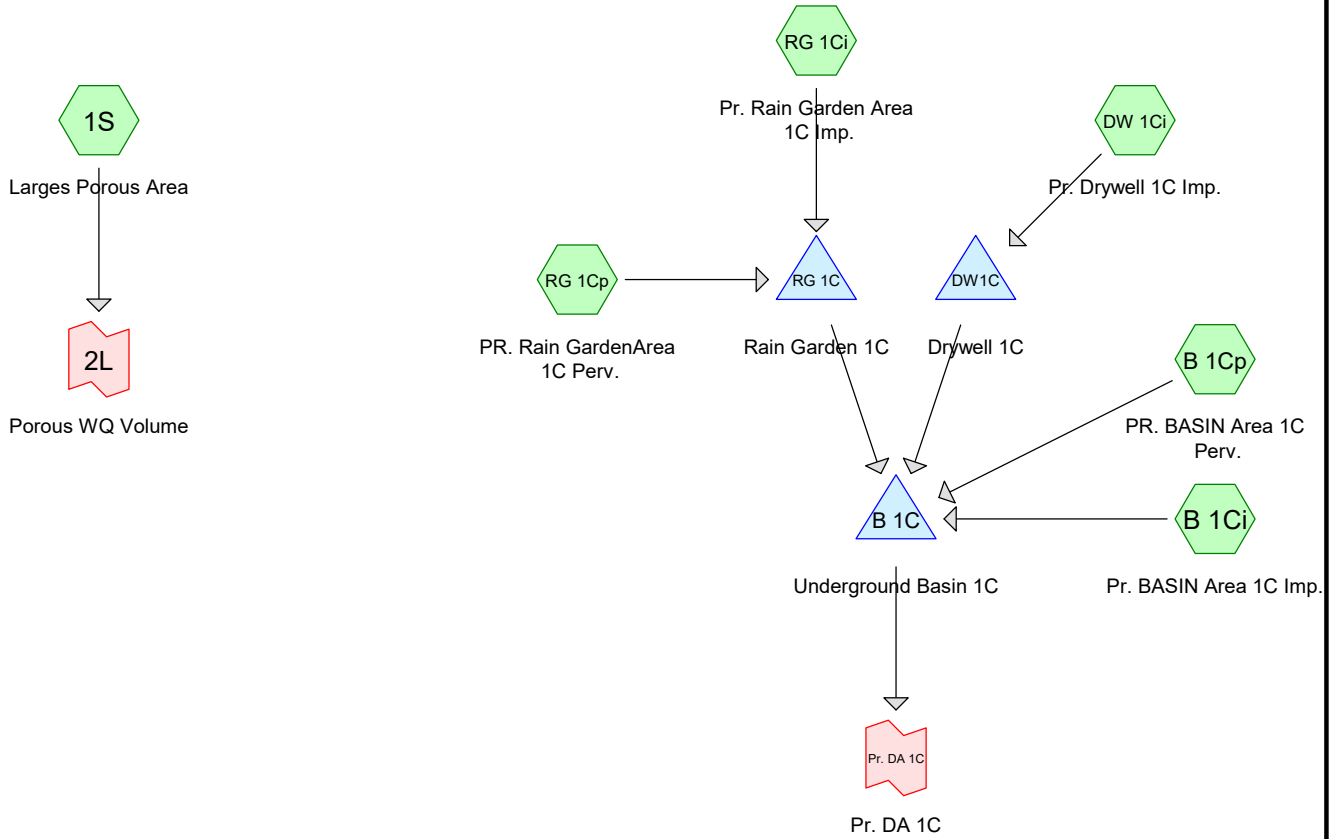 RG 1Ci
Pr. Rain Garden Area
1C Imp.
1S
Larges Porous Area
DW 1Ci
Pr. Drywell 1C Imp.
RG 1Cp
PR. Rain GardenArea
1C Perv.
RG 1C
Rain Garden 1C
DW1C
Drywell 1C
2L
Porous WQ Volume
B 1Cp
PR. BASIN Area 1C
Perv.
B 1C
Underground Basin 1C
B 1Ci
Pr. BASIN Area 1C Imp.
Pr. DA 1C
Pr. DA 1C